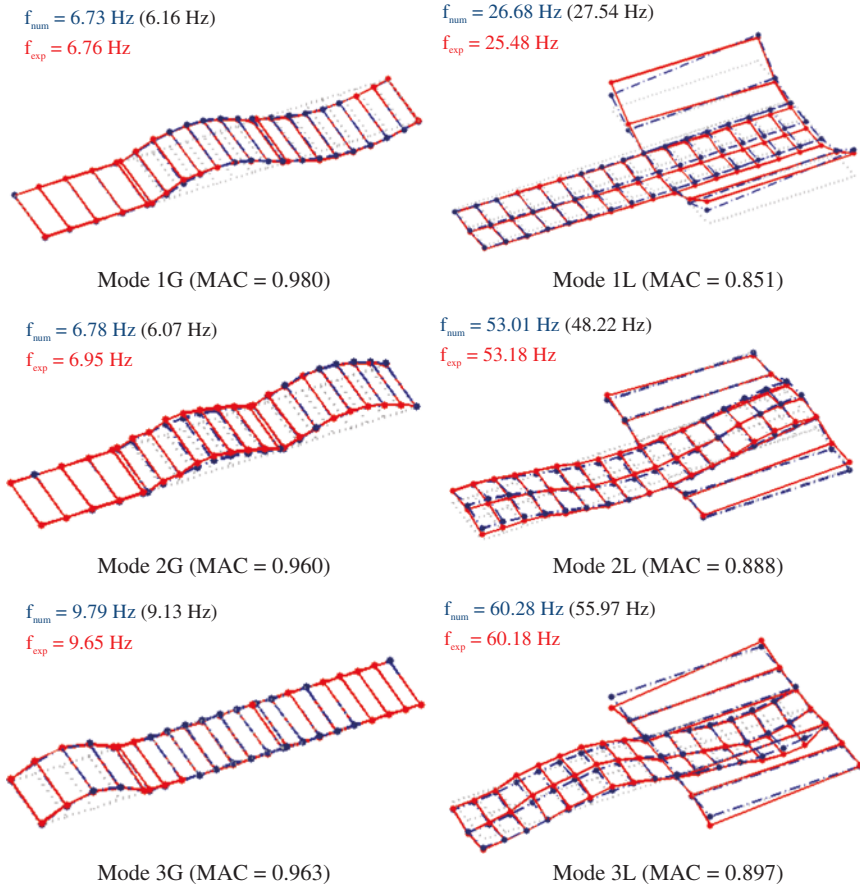 f_num = 6.73 Hz (6.16 Hz)
f_exp = 6.76 Hz
Mode 1G (MAC = 0.980)
f_num = 26.68 Hz (27.54 Hz)
f_exp = 25.48 Hz
Mode 1L (MAC = 0.851)
f_num = 6.78 Hz (6.07 Hz)
f_exp = 6.95 Hz
Mode 2G (MAC = 0.960)
f_num = 53.01 Hz (48.22 Hz)
f_exp = 53.18 Hz
Mode 2L (MAC = 0.888)
f_num = 9.79 Hz (9.13 Hz)
f_exp = 9.65 Hz
Mode 3G (MAC = 0.963)
f_num = 60.28 Hz (55.97 Hz)
f_exp = 60.18 Hz
Mode 3L (MAC = 0.897)